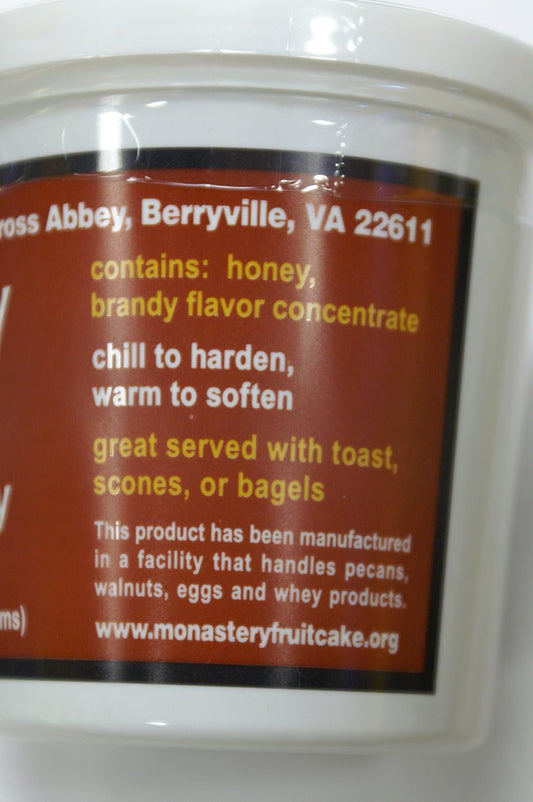 ross Abbey, Berryville, VA 22611
contains: honey,
brandy flavor concentrate
chill to harden,
warm to soften
great served with toast,
scones, or bagels
This product has been manufactured
in a facility that handles pecans,
walnuts, eggs and whey products.
ms)
www.monasteryfruitcake.org